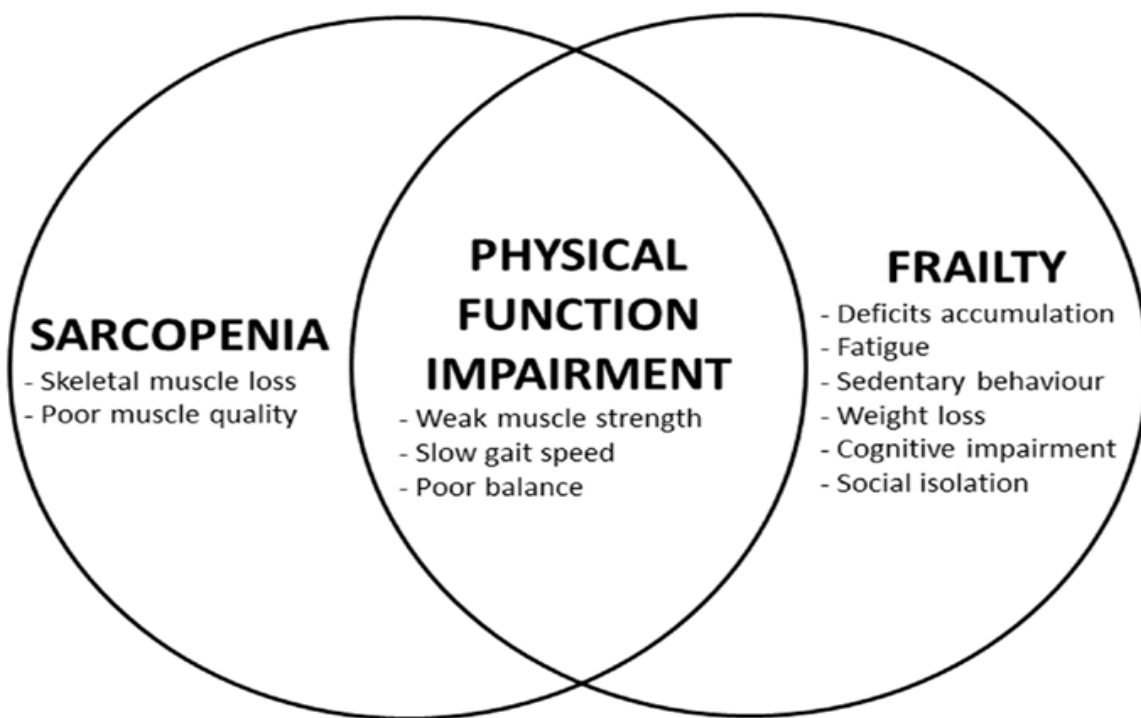 SARCOPENIA
- Skeletal muscle loss
- Poor muscle quality
PHYSICAL
FUNCTION
IMPAIRMENT
- Weak muscle strength
- Slow gait speed
- Poor balance
FRAILTY
- Deficits accumulation
- Fatigue
- Sedentary behaviour
- Weight loss
- Cognitive impairment
- Social isolation